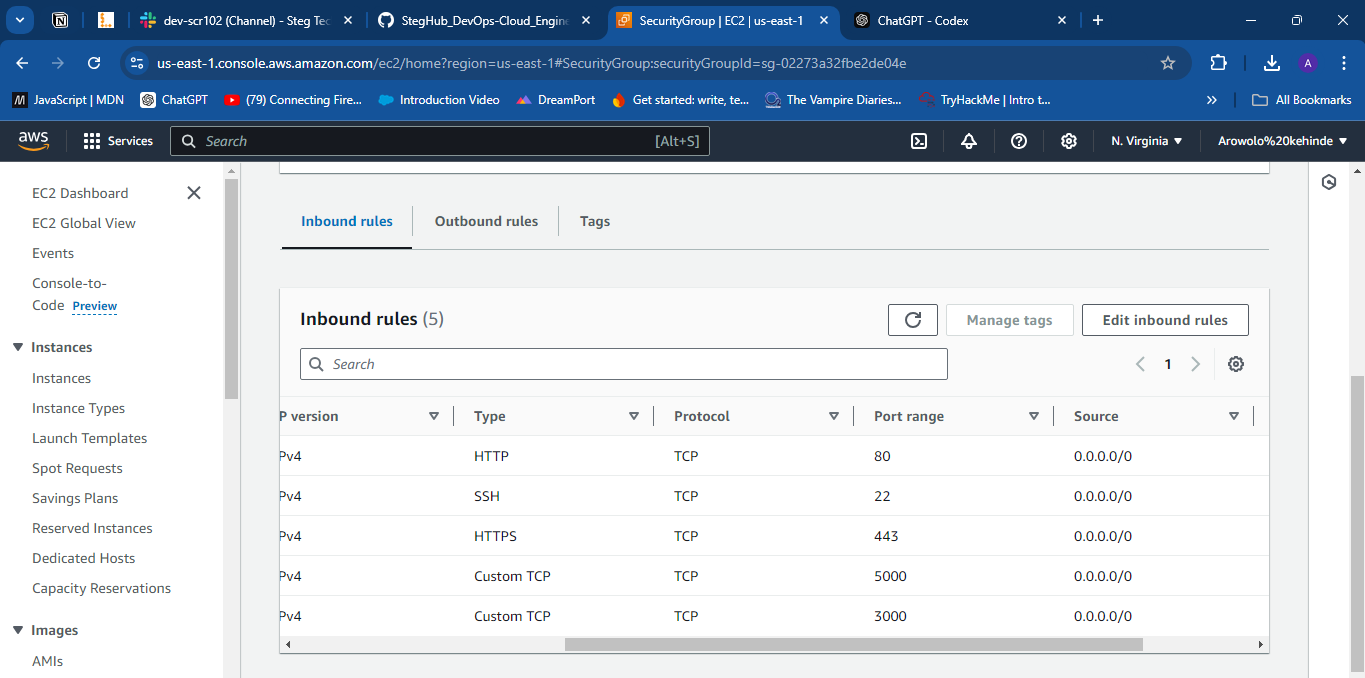 dev-scr102 (Channel) - Steg Tec
StegHub_DevOps-Cloud_Engine
SecurityGroup | EC2 | us-east-1
ChatGPT - Codex
us-east-1.console.aws.amazon.com/ec2/home?region=us-east-1#SecurityGroup:securityGroupId=sg-02273a32fbe2de04e
A
JavaScript | MDN
ChatGPT
(79) Connecting Fire...
Introduction Video
DreamPort
Get started: write, te...
The Vampire Diaries...
TryHackMe | Intro t...
All Bookmarks
aws
Services
Search
[Alt+S]
N. Virginia
Arowolo%20kehinde
EC2 Dashboard
EC2 Global View
Events
Console-to-
Code Preview
Instances
Instances
Instance Types
Launch Templates
Spot Requests
Savings Plans
Reserved Instances
Dedicated Hosts
Capacity Reservations
Images
AMIs
Inbound rules
Outbound rules
Tags
Inbound rules (5)
Manage tags
Edit inbound rules
Search
1
P version Type Protocol Port range Source
Pv4 HTTP TCP 80 0.0.0.0/0
Pv4 SSH TCP 22 0.0.0.0/0
Pv4 HTTPS TCP 443 0.0.0.0/0
Pv4 Custom TCP TCP 5000 0.0.0.0/0
Pv4 Custom TCP TCP 3000 0.0.0.0/0